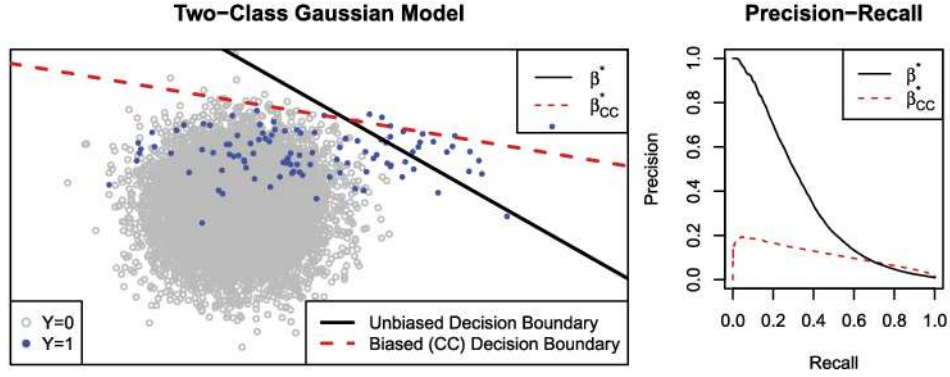 Two−Class Gaussian Model
β*
β*CC
Y=0
Y=1
Unbiased Decision Boundary
Biased (CC) Decision Boundary
Precision−Recall
β*
β*CC
Precision
0.0 0.2 0.4 0.6 0.8 1.0
0.0 0.2 0.4 0.6 0.8 1.0
Recall